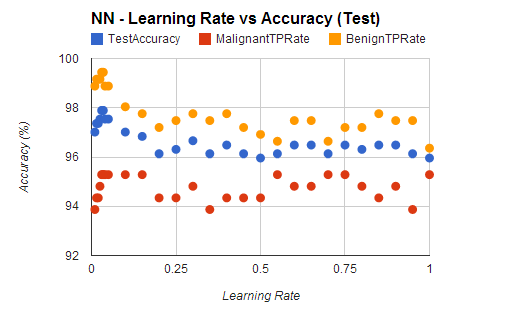 NN - Learning Rate vs Accuracy (Test)
TestAccuracy MalignantTPRate BenignTPRate
100
98
96
94
92
Accuracy (%)
0 0.25 0.5 0.75 1
Learning Rate